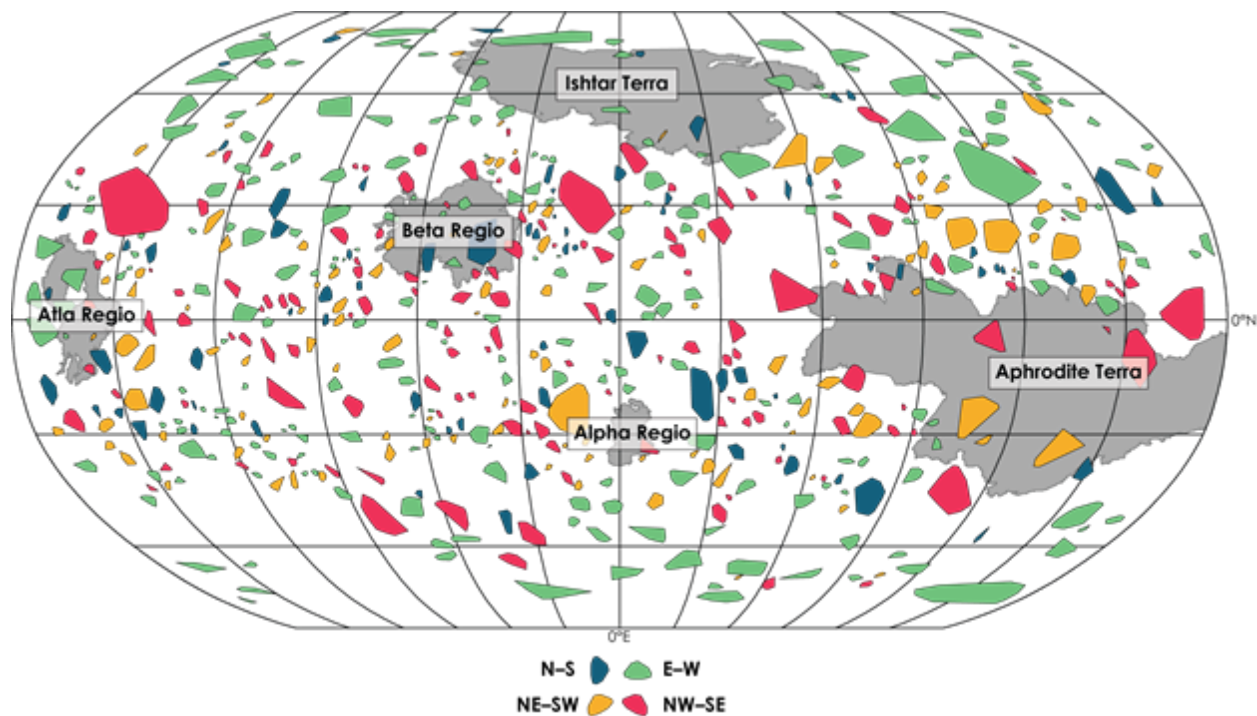 Ishtar Terra
Beta Regio
Atla Regio
0°N
Aphrodite Terra
Alpha Regio
0°E
N–S
E–W
NE–SW
NW–SE